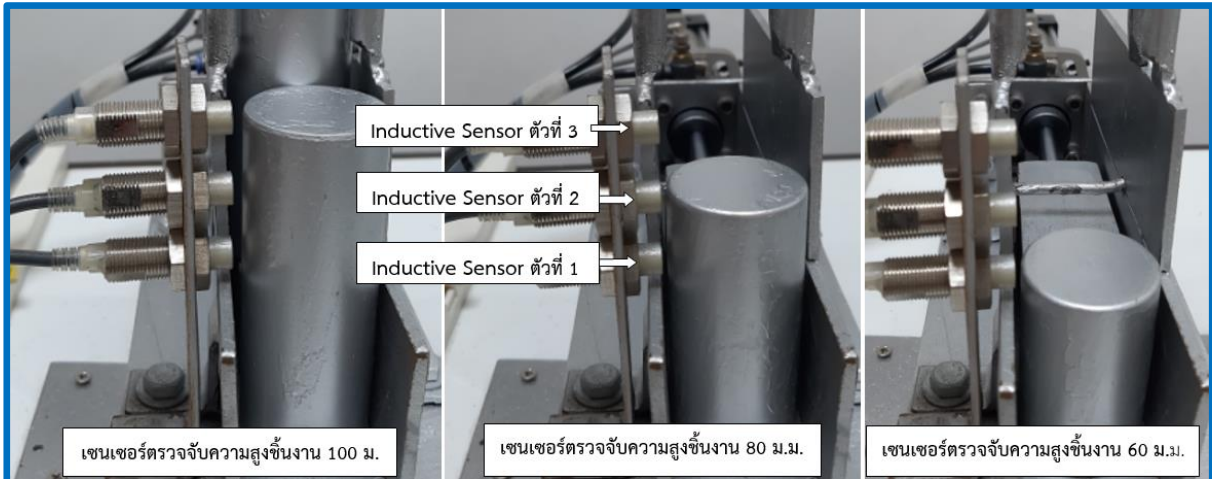 Inductive Sensor ตัวที่ 3
Inductive Sensor ตัวที่ 2
Inductive Sensor ตัวที่ 1
เซนเซอร์ตรวจจับความสูงชิ้นงาน 100 ม.
เซนเซอร์ตรวจจับความสูงชิ้นงาน 80 ม.ม.
เซนเซอร์ตรวจจับความสูงชิ้นงาน 60 ม.ม.